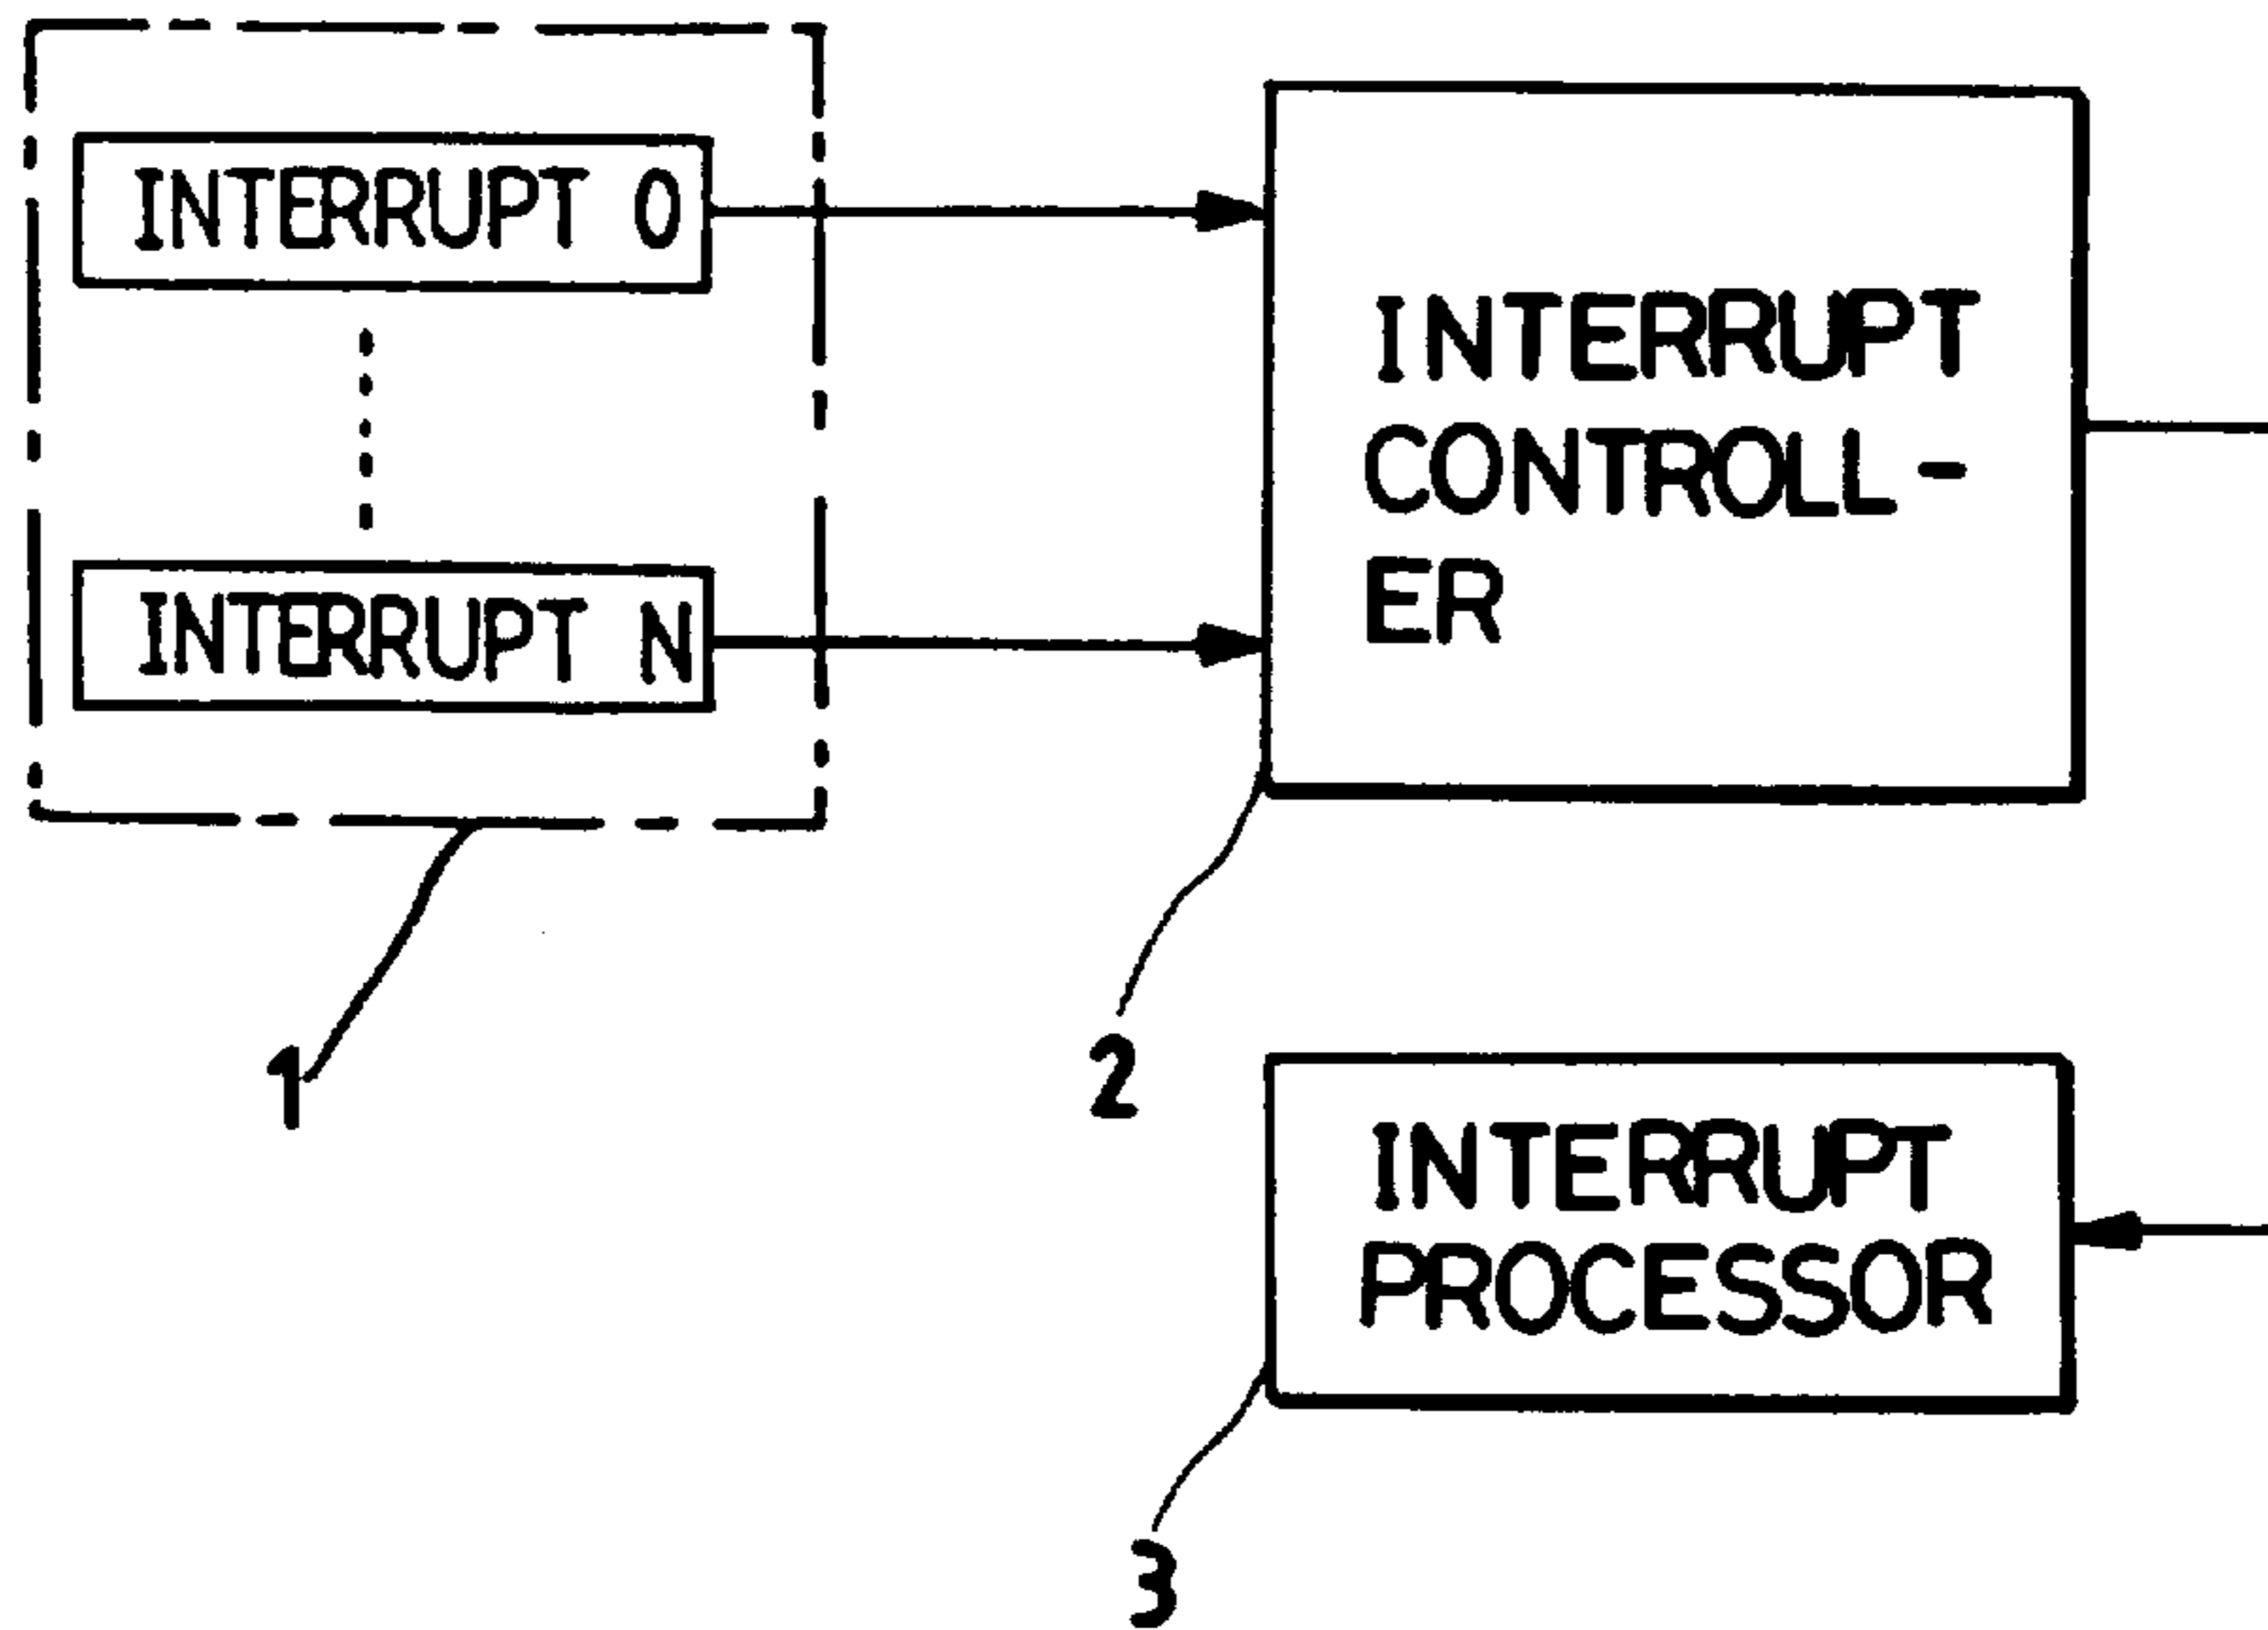 INTERRUPT 0
INTERRUPT N
INTERRUPT
CONTROLL-
ER
1
2
INTERRUPT
PROCESSOR
3